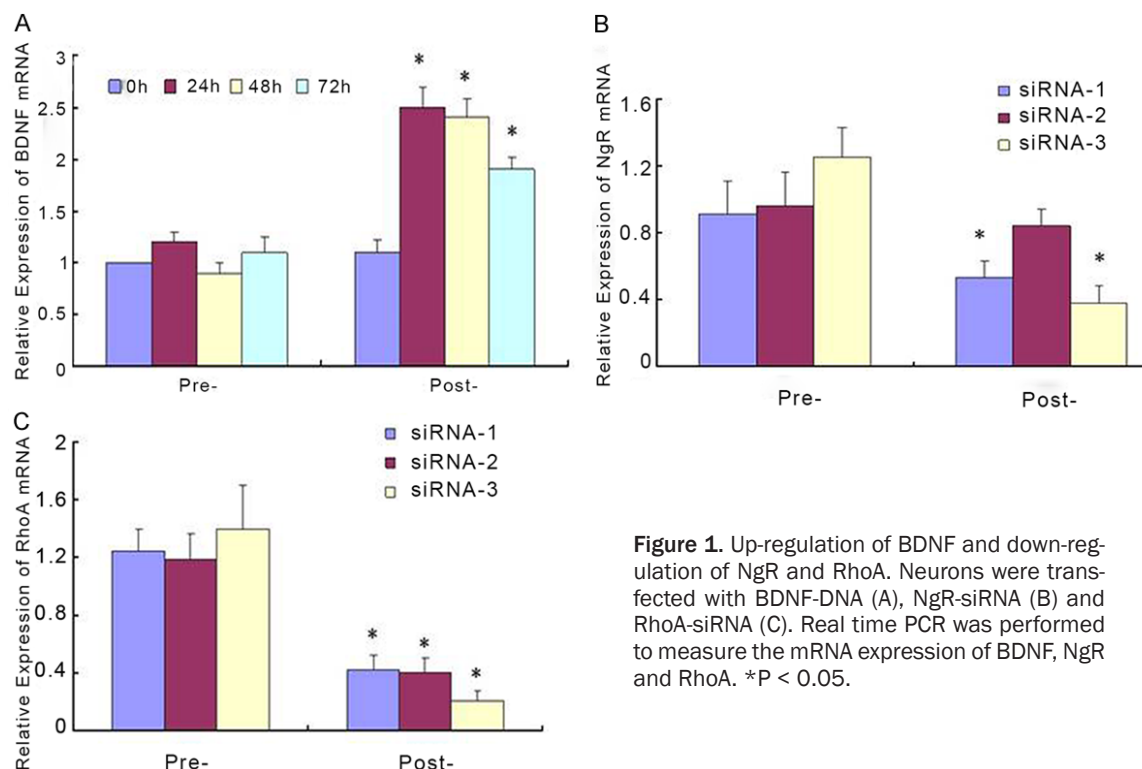 A
Relative Expression of BDNF mRNA
3
2.5
2
1.5
1
0.5
0
0h 24h 48h 72h
*
*
*
Pre- Post-
B
Relative Expression of NgR mRNA
1.6
1.2
0.8
0.4
0
siRNA-1
siRNA-2
siRNA-3
*
*
Pre- Post-
C
Relative Expression of RhoA mRNA
2
1.6
1.2
0.8
0.4
0
siRNA-1
siRNA-2
siRNA-3
* * *
Pre- Post-
Figure 1. Up-regulation of BDNF and down-reg-
ulation of NgR and RhoA. Neurons were trans-
fected with BDNF-DNA (A), NgR-siRNA (B) and
RhoA-siRNA (C). Real time PCR was performed
to measure the mRNA expression of BDNF, NgR
and RhoA. *P < 0.05.